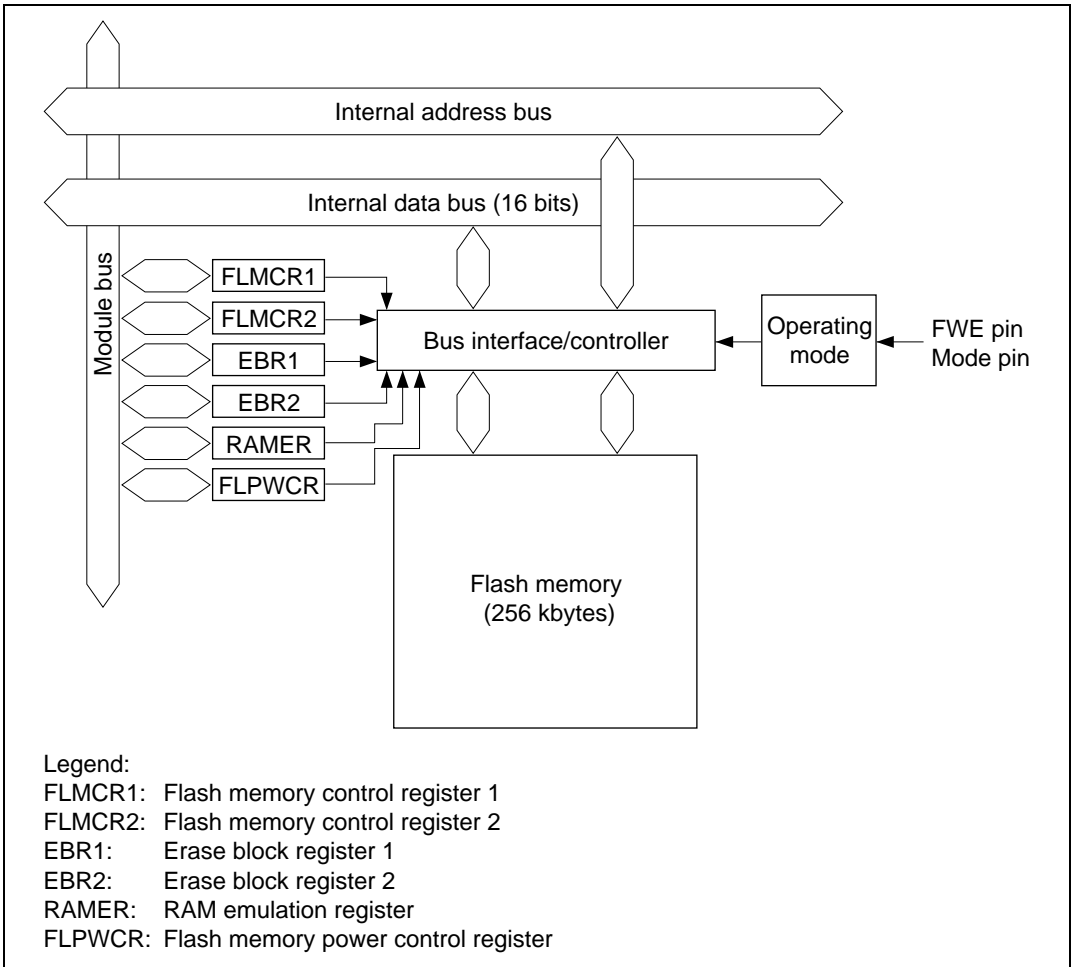 Internal address bus
Internal data bus (16 bits)
Module bus
FLMCR1
FLMCR2
EBR1
EBR2
RAMER
FLPWCR
Bus interface/controller
Operating
mode
FWE pin
Mode pin
Flash memory
(256 kbytes)
Legend:
FLMCR1: Flash memory control register 1
FLMCR2: Flash memory control register 2
EBR1: Erase block register 1
EBR2: Erase block register 2
RAMER: RAM emulation register
FLPWCR: Flash memory power control register